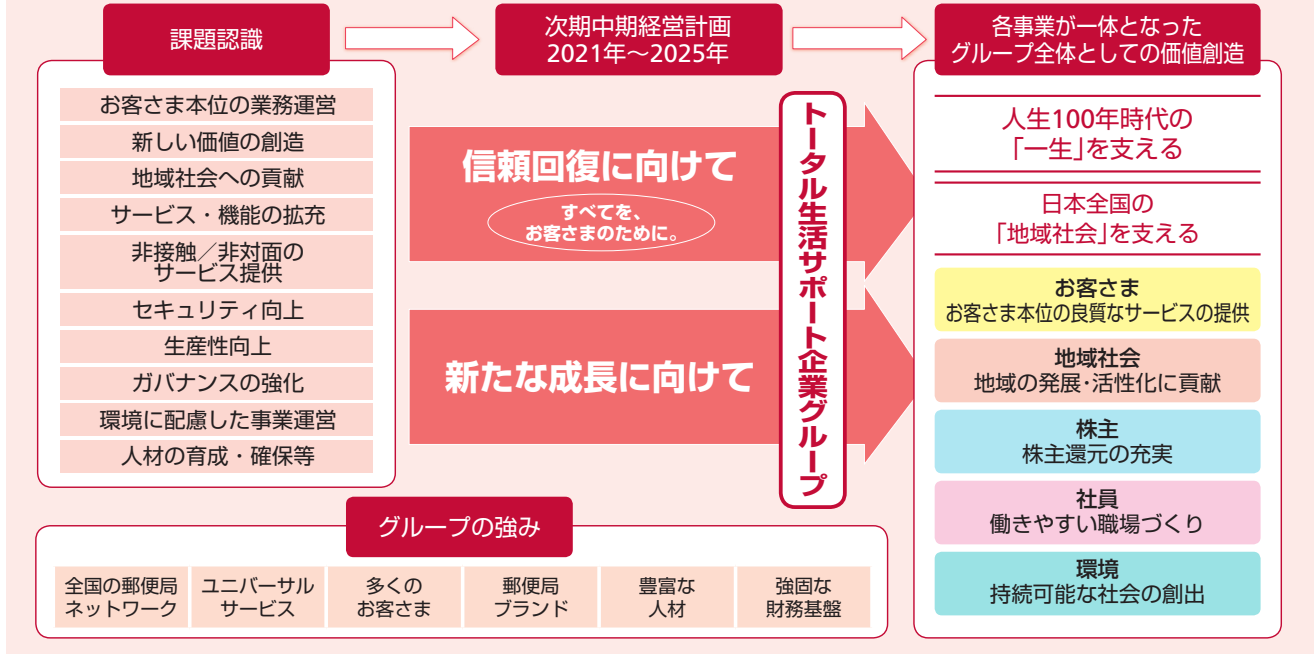 課題認識
次期中期経営計画
2021年～2025年
各事業が一体となった
グループ全体としての価値創造
お客さま本位の業務運営
新しい価値の創造
地域社会への貢献
サービス・機能の拡充
非接触／非対面の
サービス提供
セキュリティ向上
生産性向上
ガバナンスの強化
環境に配慮した事業運営
人材の育成・確保等
信頼回復に向けて
すべてを、
お客さまのために。
新たな成長に向けて
トータル生活サポート企業グループ
人生100年時代の
「一生」を支える
日本全国の
「地域社会」を支える
お客さま
お客さま本位の良質なサービスの提供
地域社会
地域の発展・活性化に貢献
株主
株主還元の充実
社員
働きやすい職場づくり
環境
持続可能な社会の創出
グループの強み
全国の郵便局
ネットワーク
ユニバーサル
サービス
多くの
お客さま
郵便局
ブランド
豊富な
人材
強固な
財務基盤